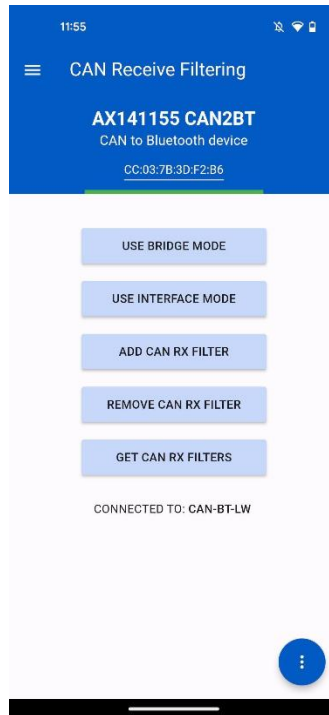 11:55
CAN Receive Filtering
AX141155 CAN2BT
CAN to Bluetooth device
CC:03:7B:3D:F2:B6
USE BRIDGE MODE
USE INTERFACE MODE
ADD CAN RX FILTER
REMOVE CAN RX FILTER
GET CAN RX FILTERS
CONNECTED TO: CAN-BT-LW